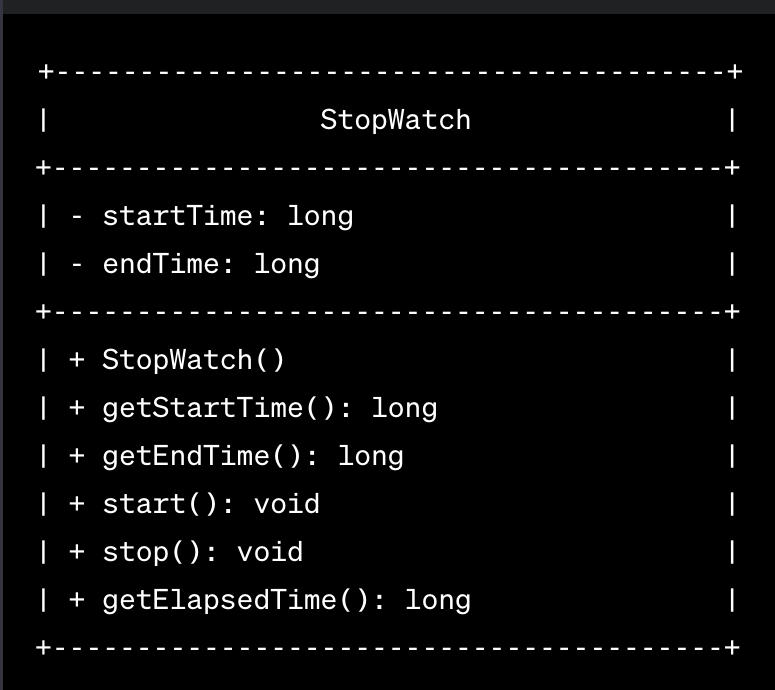 +----------------------------------------+
|                StopWatch               |
+----------------------------------------+
| - startTime: long                      |
| - endTime: long                        |
+----------------------------------------+
| + StopWatch()                          |
| + getStartTime(): long                 |
| + getEndTime(): long                   |
| + start(): void                        |
| + stop(): void                         |
| + getElapsedTime(): long               |
+----------------------------------------+